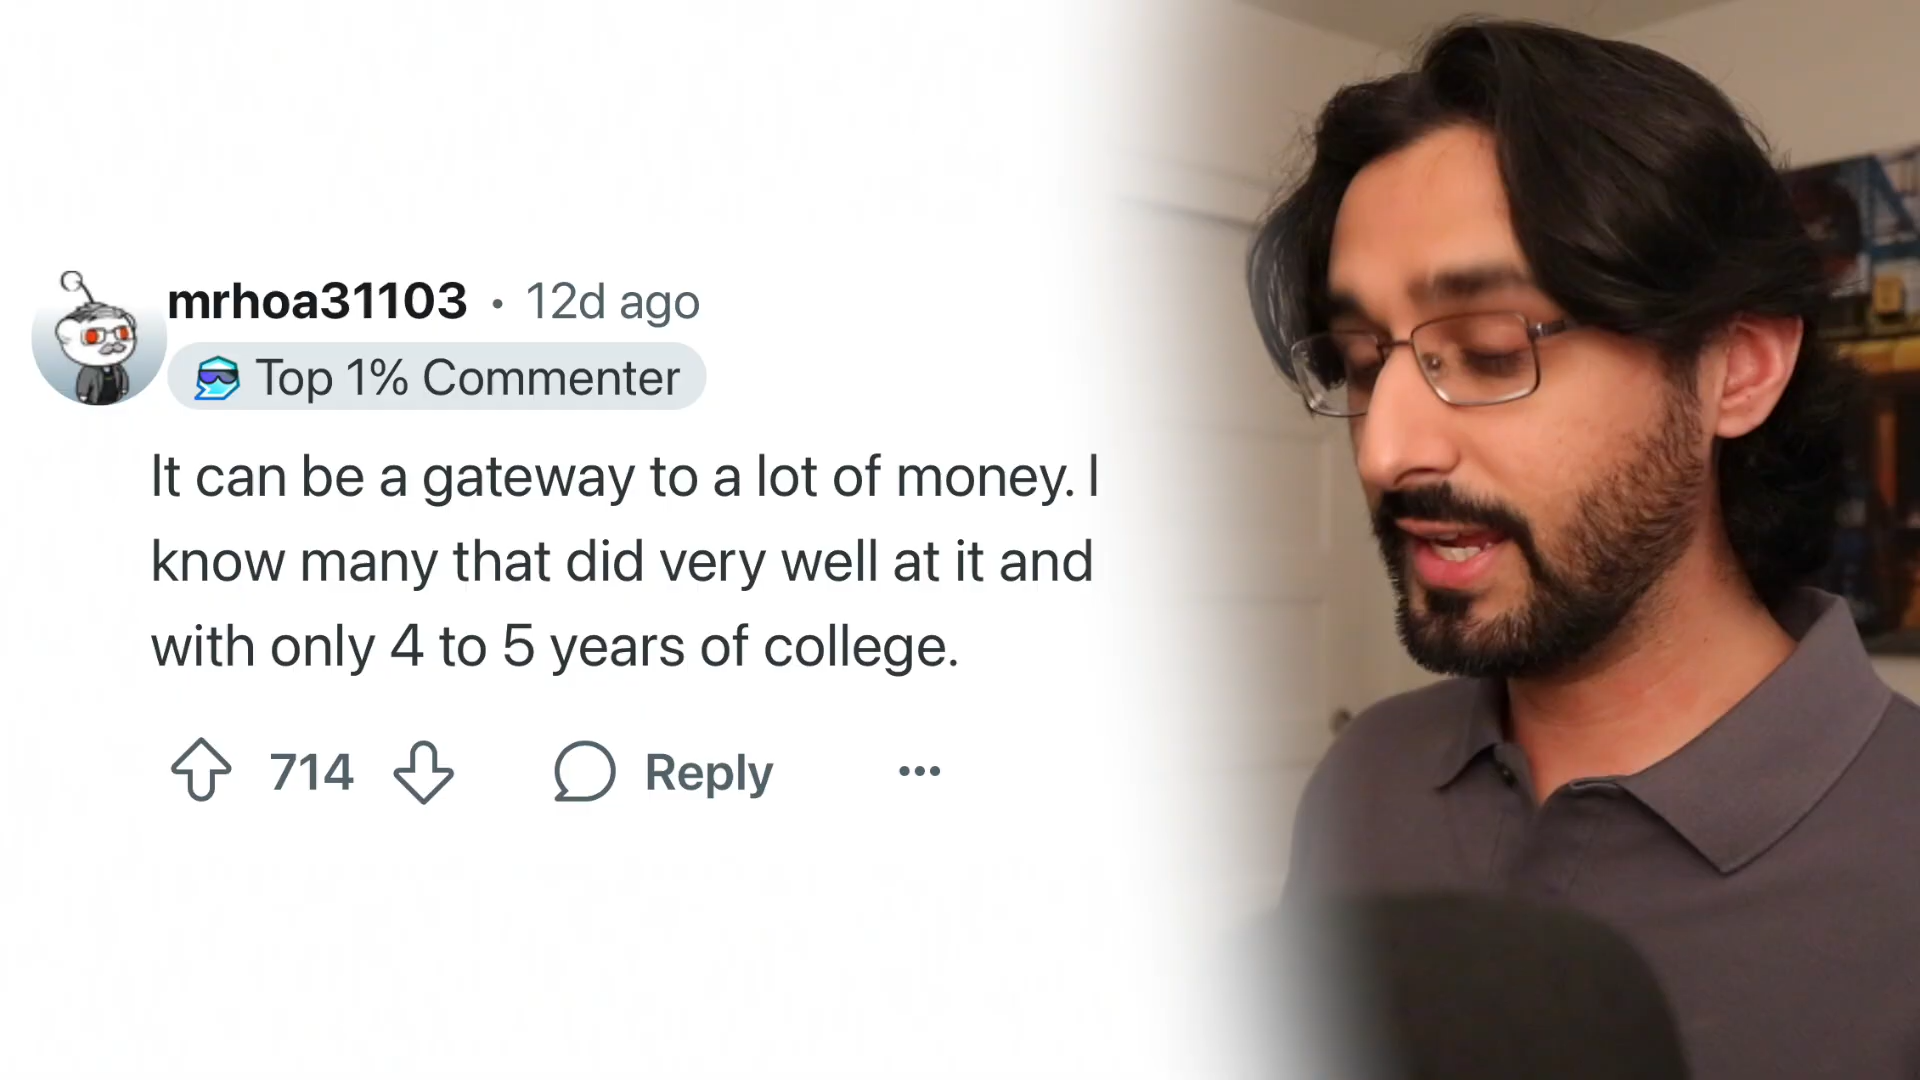 mrhoa31103 • 12d ago
Top 1% Commenter
It can be a gateway to a lot of money. I
know many that did very well at it and
with only 4 to 5 years of college.
714 Reply ...